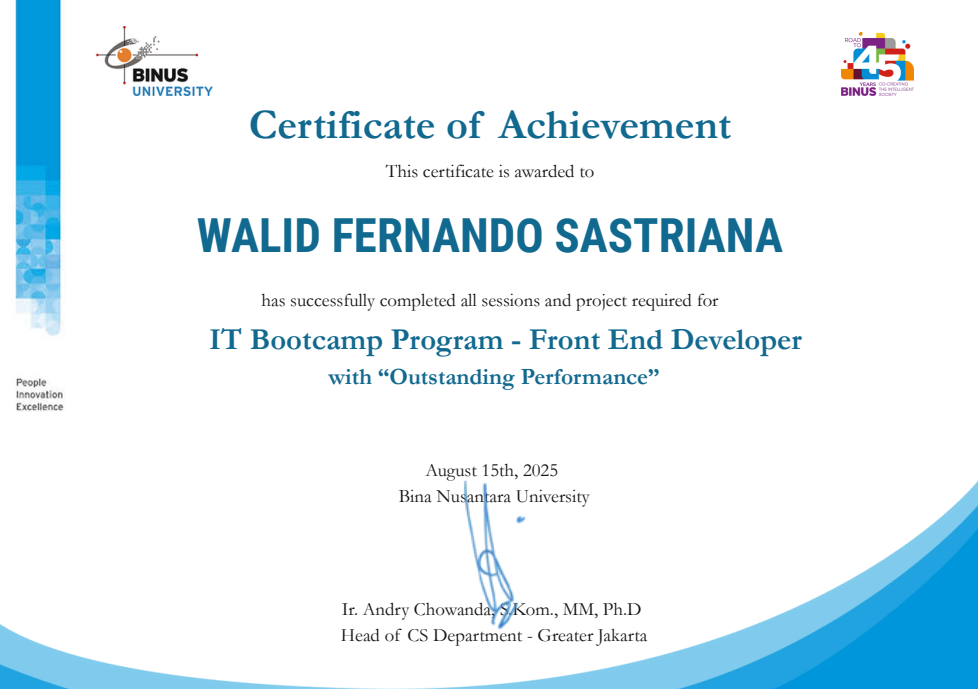 BINUS
UNIVERSITY
ROAD
TO
45
YEARS
BINUS
CO-CREATING
THE INTELLIGENT
SOCIETY
Certificate of Achievement
This certificate is awarded to
WALID FERNANDO SASTRIANA
has successfully completed all sessions and project required for
IT Bootcamp Program - Front End Developer
with “Outstanding Performance”
People
Innovation
Excellence
August 15th, 2025
Bina Nusantara University
Ir. Andry Chowanda, S.Kom., MM, Ph.D
Head of CS Department - Greater Jakarta